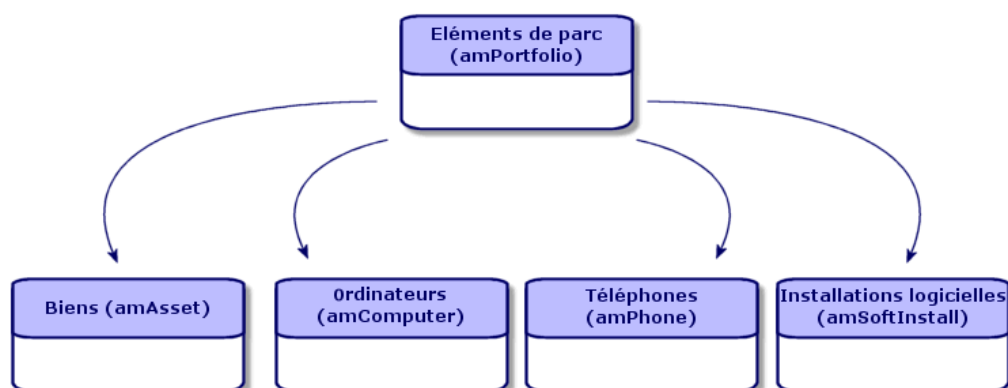 Eléments de parc
(amPortfolio)
Biens (amAsset)
0rdinateurs
(amComputer)
Téléphones
(amPhone)
Installations logicielles
(amSoftInstall)